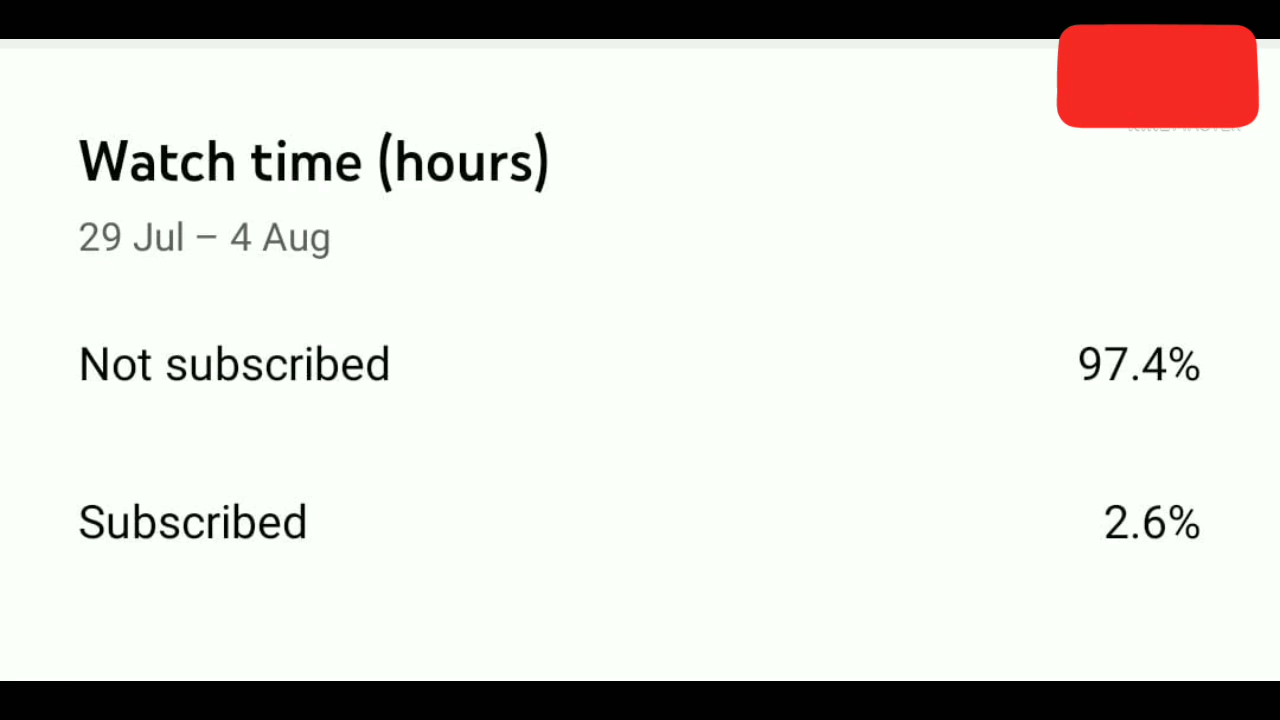 Watch time (hours)
29 Jul – 4 Aug
Not subscribed 97.4%
Subscribed 2.6%